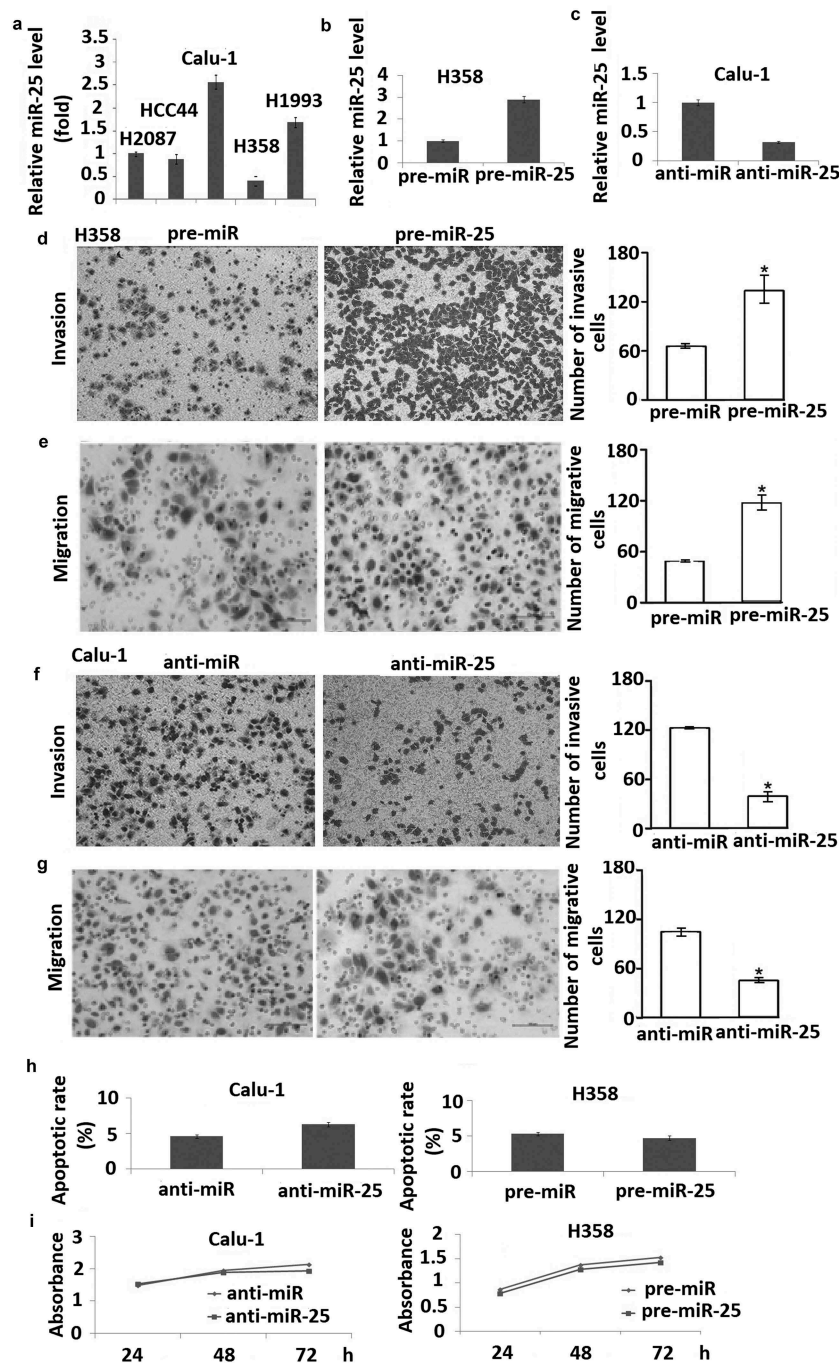 a
Relative miR-25 level
(fold)
3.5
3
2.5
2
1.5
1
0.5
0
H2087
HCC44
Calu-1
H358
H1993
b
Relative miR-25 level
4
3
2
1
0
H358
pre-miR
pre-miR-25
c
Relative miR-25 level
1.5
1
0.5
0
Calu-1
anti-miR
anti-miR-25
d
H358
pre-miR
pre-miR-25
Invasion
Number of invasive
cells
180
120
60
0
*
pre-miR
pre-miR-25
e
Migration
Number of migrative
cells
180
120
60
0
*
pre-miR
pre-miR-25
f
Calu-1
anti-miR
anti-miR-25
Invasion
Number of invasive
cells
180
120
60
0
*
anti-miR
anti-miR-25
g
Migration
Number of migrative
cells
180
120
60
0
*
anti-miR
anti-miR-25
h
Apoptotic rate
(%)
10
5
0
Calu-1
anti-miR
anti-miR-25
Apoptotic rate
(%)
10
5
0
H358
pre-miR
pre-miR-25
i
Absorbance
3
2
1
0
Calu-1
anti-miR
anti-miR-25
24
48
72
h
Absorbance
2
1.5
1
0.5
0
H358
pre-miR
pre-miR-25
24
48
72
h